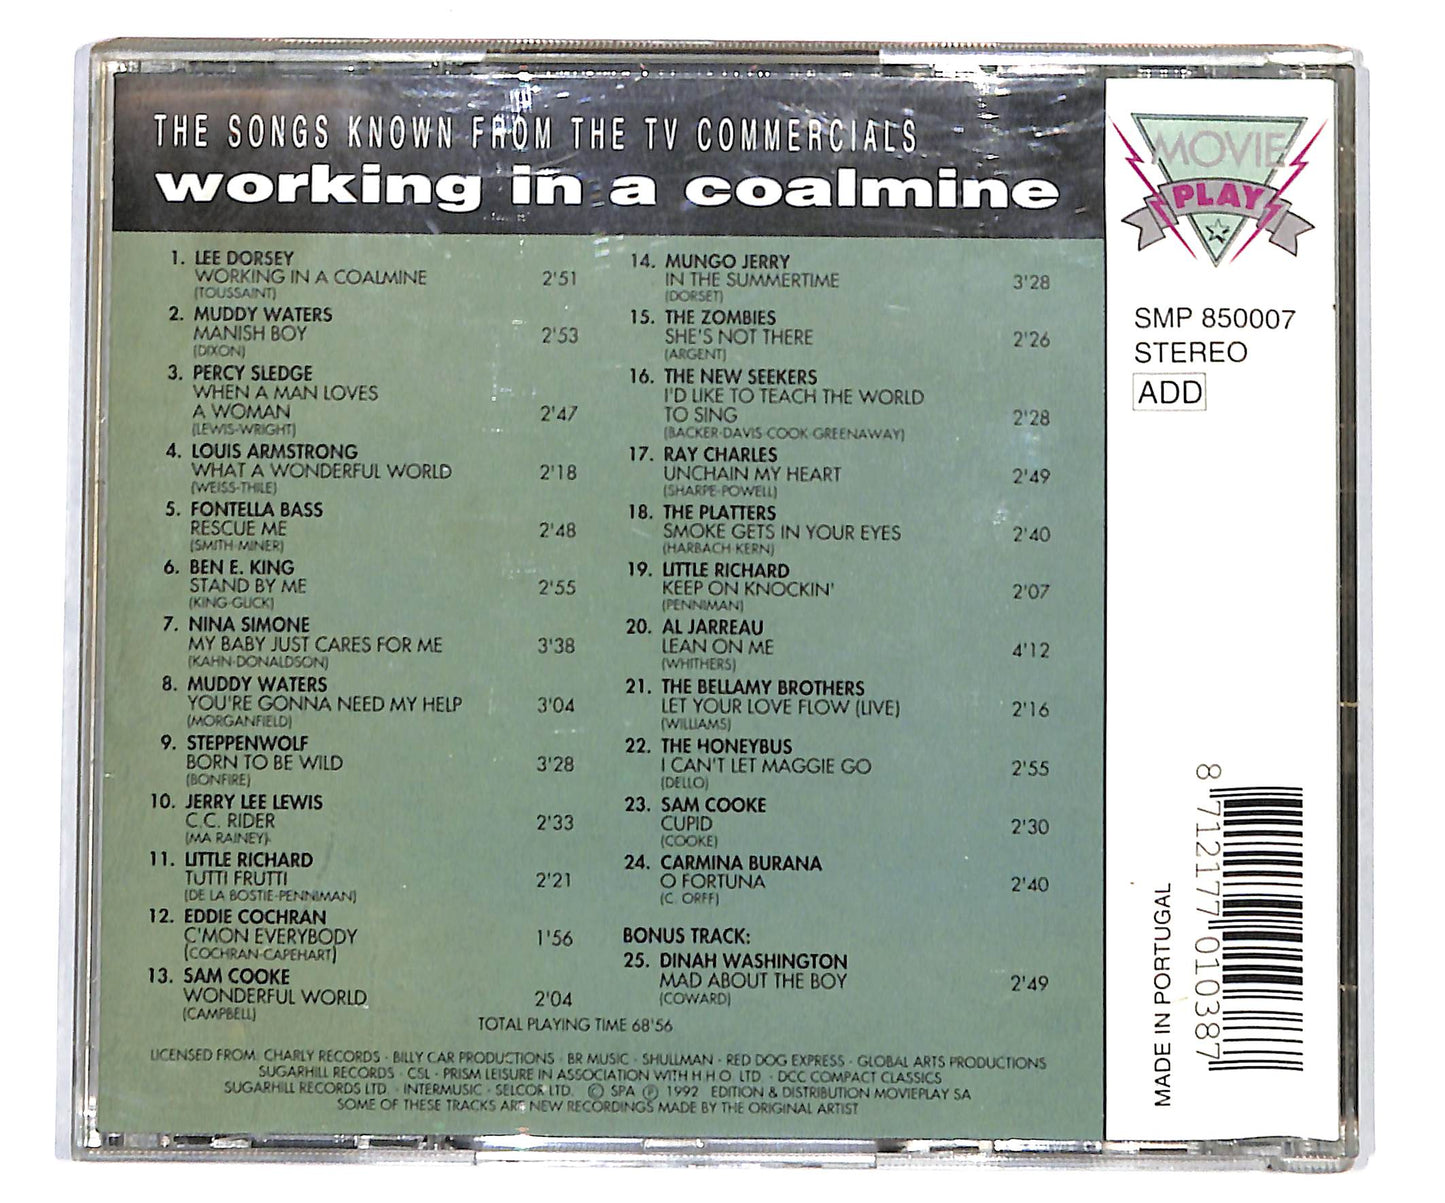 THE SONGS KNOWN FROM THE TV COMMERCIALS
working in a coalmine
1. LEE DORSEY
WORKING IN A COALMINE 2'51
(TOUSSAINT)
2. MUDDY WATERS
MANISH BOY 2'53
(DIXON)
3. PERCY SLEDGE
WHEN A MAN LOVES
A WOMAN 2'47
(LEWIS-WRIGHT)
4. LOUIS ARMSTRONG
WHAT A WONDERFUL WORLD 2'18
(WEISS-THILE)
5. FONTELLA BASS
RESCUE ME 2'48
(SMITH-MINER)
6. BEN E. KING
STAND BY ME 2'55
(KING-GLICK)
7. NINA SIMONE
MY BABY JUST CARES FOR ME 3'38
(KAHN-DONALDSON)
8. MUDDY WATERS
YOU'RE GONNA NEED MY HELP 3'04
(MORGANFIELD)
9. STEPPENWOLF
BORN TO BE WILD 3'28
(BONFIRE)
10. JERRY LEE LEWIS
C.C. RIDER 2'33
(MA RAINEY)
11. LITTLE RICHARD
TUTTI FRUTTI 2'21
(DE LA BOSTIE-PENNIMAN)
12. EDDIE COCHRAN
C'MON EVERYBODY 1'56
(COCHRAN-CAPEHART)
13. SAM COOKE
WONDERFUL WORLD 2'04
(CAMPBELL)
14. MUNGO JERRY
IN THE SUMMERTIME 3'28
(DORSET)
15. THE ZOMBIES
SHE'S NOT THERE 2'26
(ARGENT)
16. THE NEW SEEKERS
I'D LIKE TO TEACH THE WORLD
TO SING 2'28
(BACKER-DAVIS-COOK-GREENAWAY)
17. RAY CHARLES
UNCHAIN MY HEART 2'49
(SHARPE-POWELL)
18. THE PLATTERS
SMOKE GETS IN YOUR EYES 2'40
(HARBACH-KERN)
19. LITTLE RICHARD
KEEP ON KNOCKIN' 2'07
(PENNIMAN)
20. AL JARREAU
LEAN ON ME 4'12
(WHITHERS)
21. THE BELLAMY BROTHERS
LET YOUR LOVE FLOW (LIVE) 2'16
(WILLIAMS)
22. THE HONEYBUS
I CAN'T LET MAGGIE GO 2'55
(DELLO)
23. SAM COOKE
CUPID 2'30
(COOKE)
24. CARMINA BURANA
O FORTUNA 2'40
(C. ORFF)
BONUS TRACK:
25. DINAH WASHINGTON
MAD ABOUT THE BOY 2'49
(COWARD)
TOTAL PLAYING TIME 68'56
LICENSED FROM: CHARLY RECORDS · BILLY CAR PRODUCTIONS · BR MUSIC · SHULLMAN · RED DOG EXPRESS · GLOBAL ARTS PRODUCTIONS
SUGARHILL RECORDS · CSL · PRISM LEISURE IN ASSOCIATION WITH H.H.O. LTD. · DCC COMPACT CLASSICS
SUGARHILL RECORDS LTD. · INTERMUSIC · SELCOR LTD. © SPA ℗ 1992 EDITION & DISTRIBUTION MOVIEPLAY SA
SOME OF THESE TRACKS ARE NEW RECORDINGS MADE BY THE ORIGINAL ARTIST
MOVIE
PLAY
SMP 850007
STEREO
ADD
MADE IN PORTUGAL
8 712177 010387